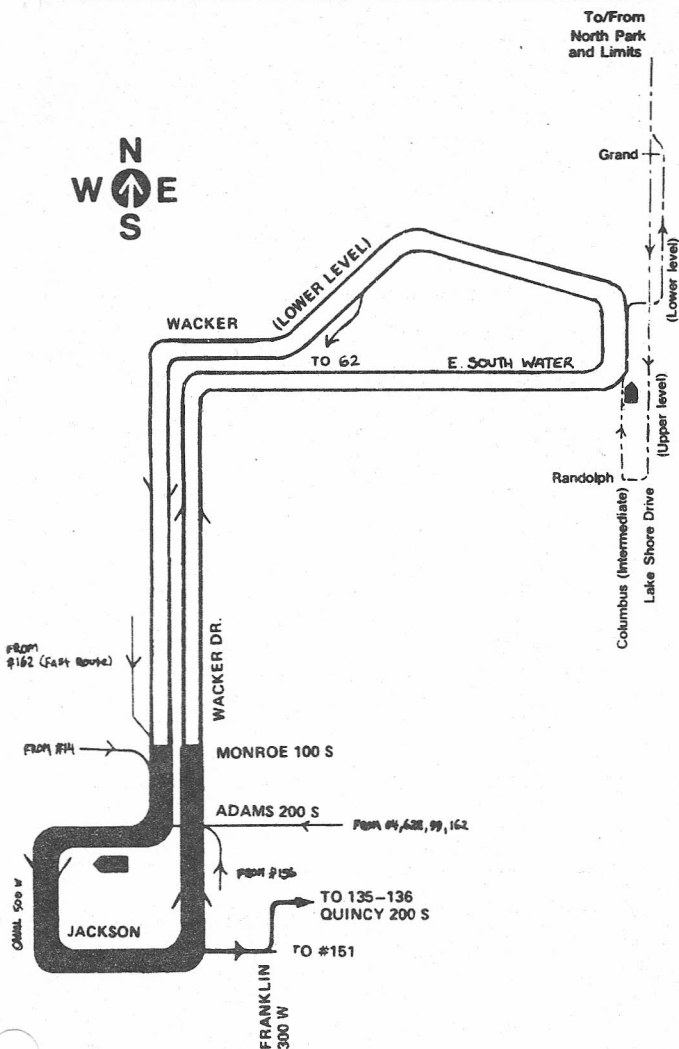 To/From
North Park
and Limits
N
W E
S
Grand
(LOWER LEVEL)
(Lower level)
WACKER
TO 62
E. SOUTH WATER
(Upper level)
Randolph
Columbus (Intermediate)
Lake Shore Drive
FROM
#162 (Fast Route)
WACKER DR.
FROM #14
MONROE 100 S
ADAMS 200 S
FROM #156
CANAL 500 W
TO 135-136
QUINCY 200 S
JACKSON
TO #151
FRANKLIN
300 W